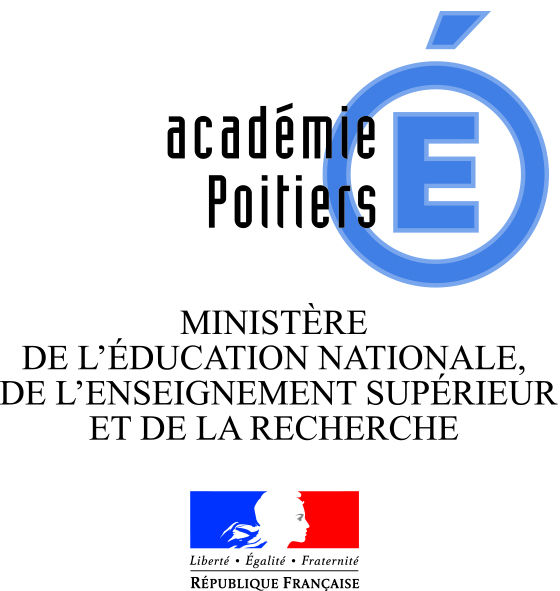 académie
Poitiers
É
MINISTÈRE
DE L'ÉDUCATION NATIONALE,
DE L'ENSEIGNEMENT SUPÉRIEUR
ET DE LA RECHERCHE
Liberté • Égalité • Fraternité
RÉPUBLIQUE FRANÇAISE